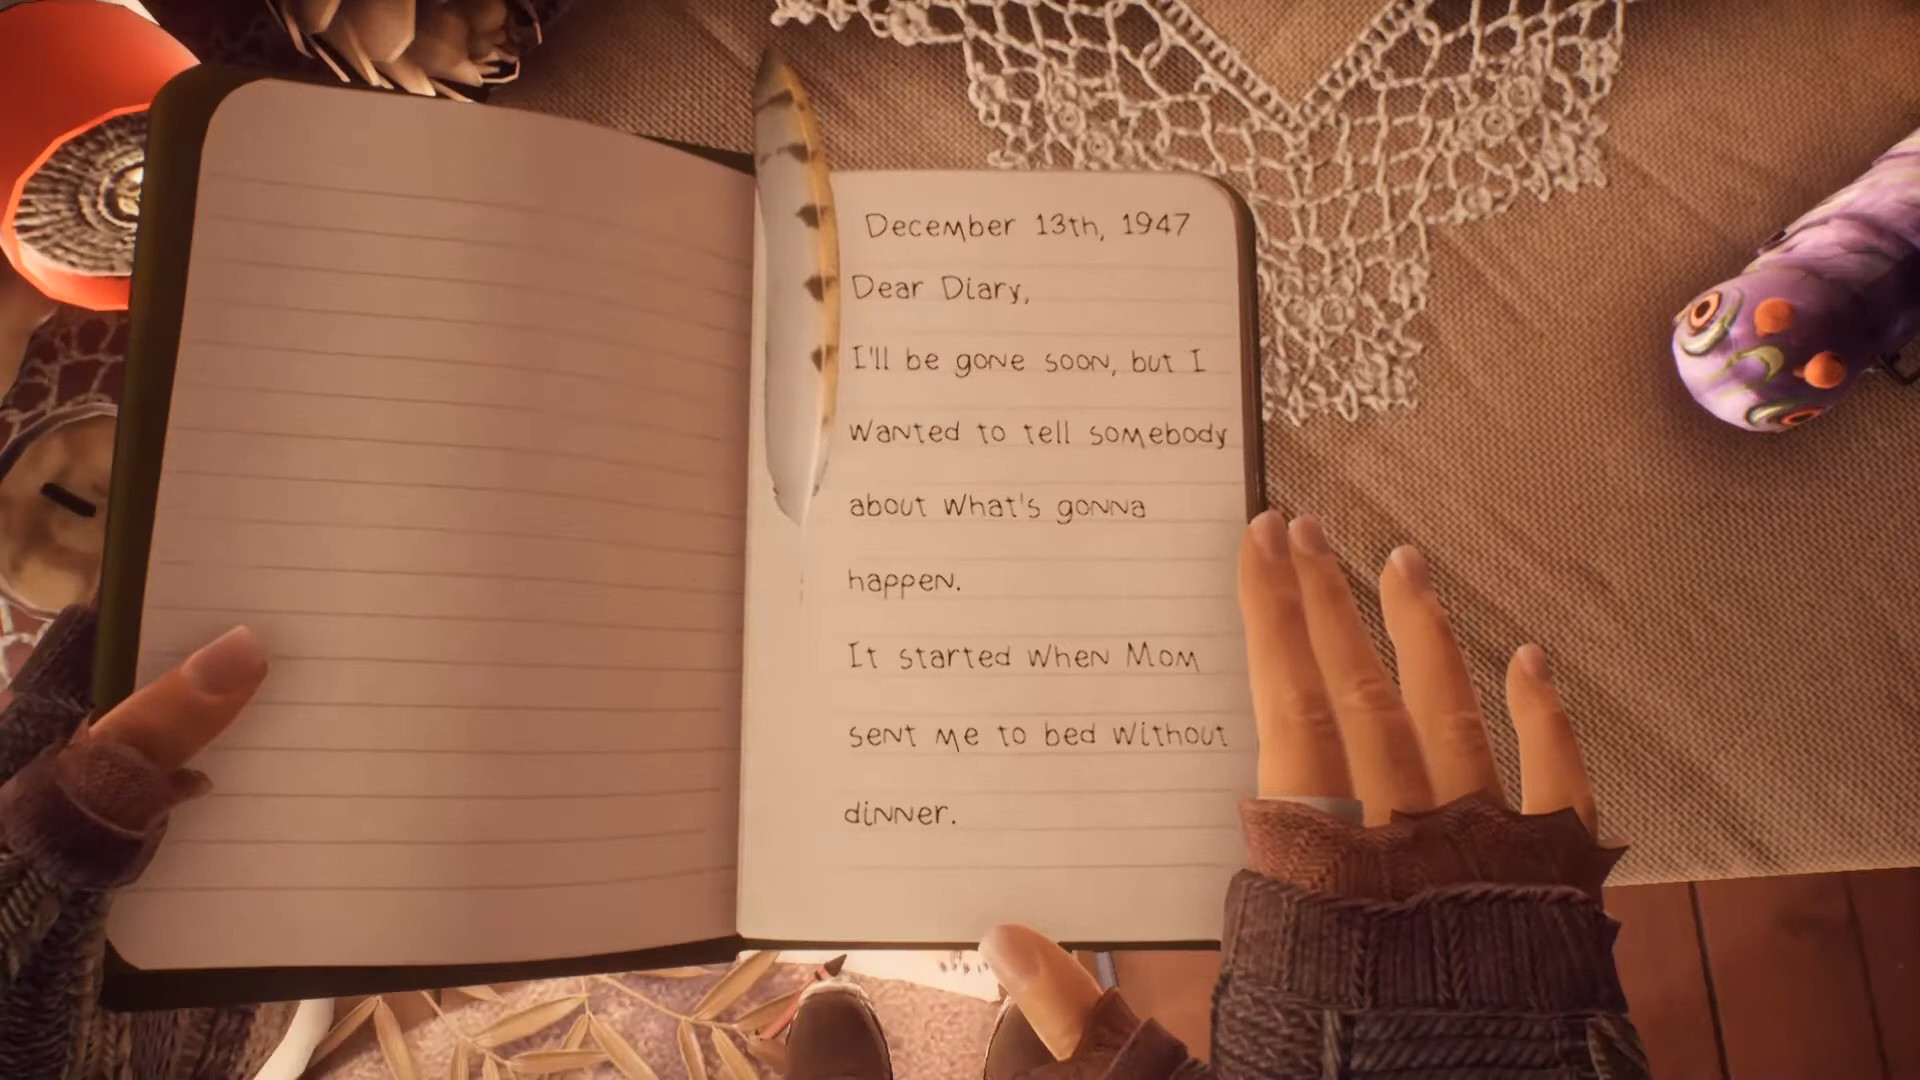 December 13th, 1947
Dear Diary,
I'll be gone soon, but I
wanted to tell somebody
about what's gonna
happen.
It started when Mom
sent me to bed without
dinner.